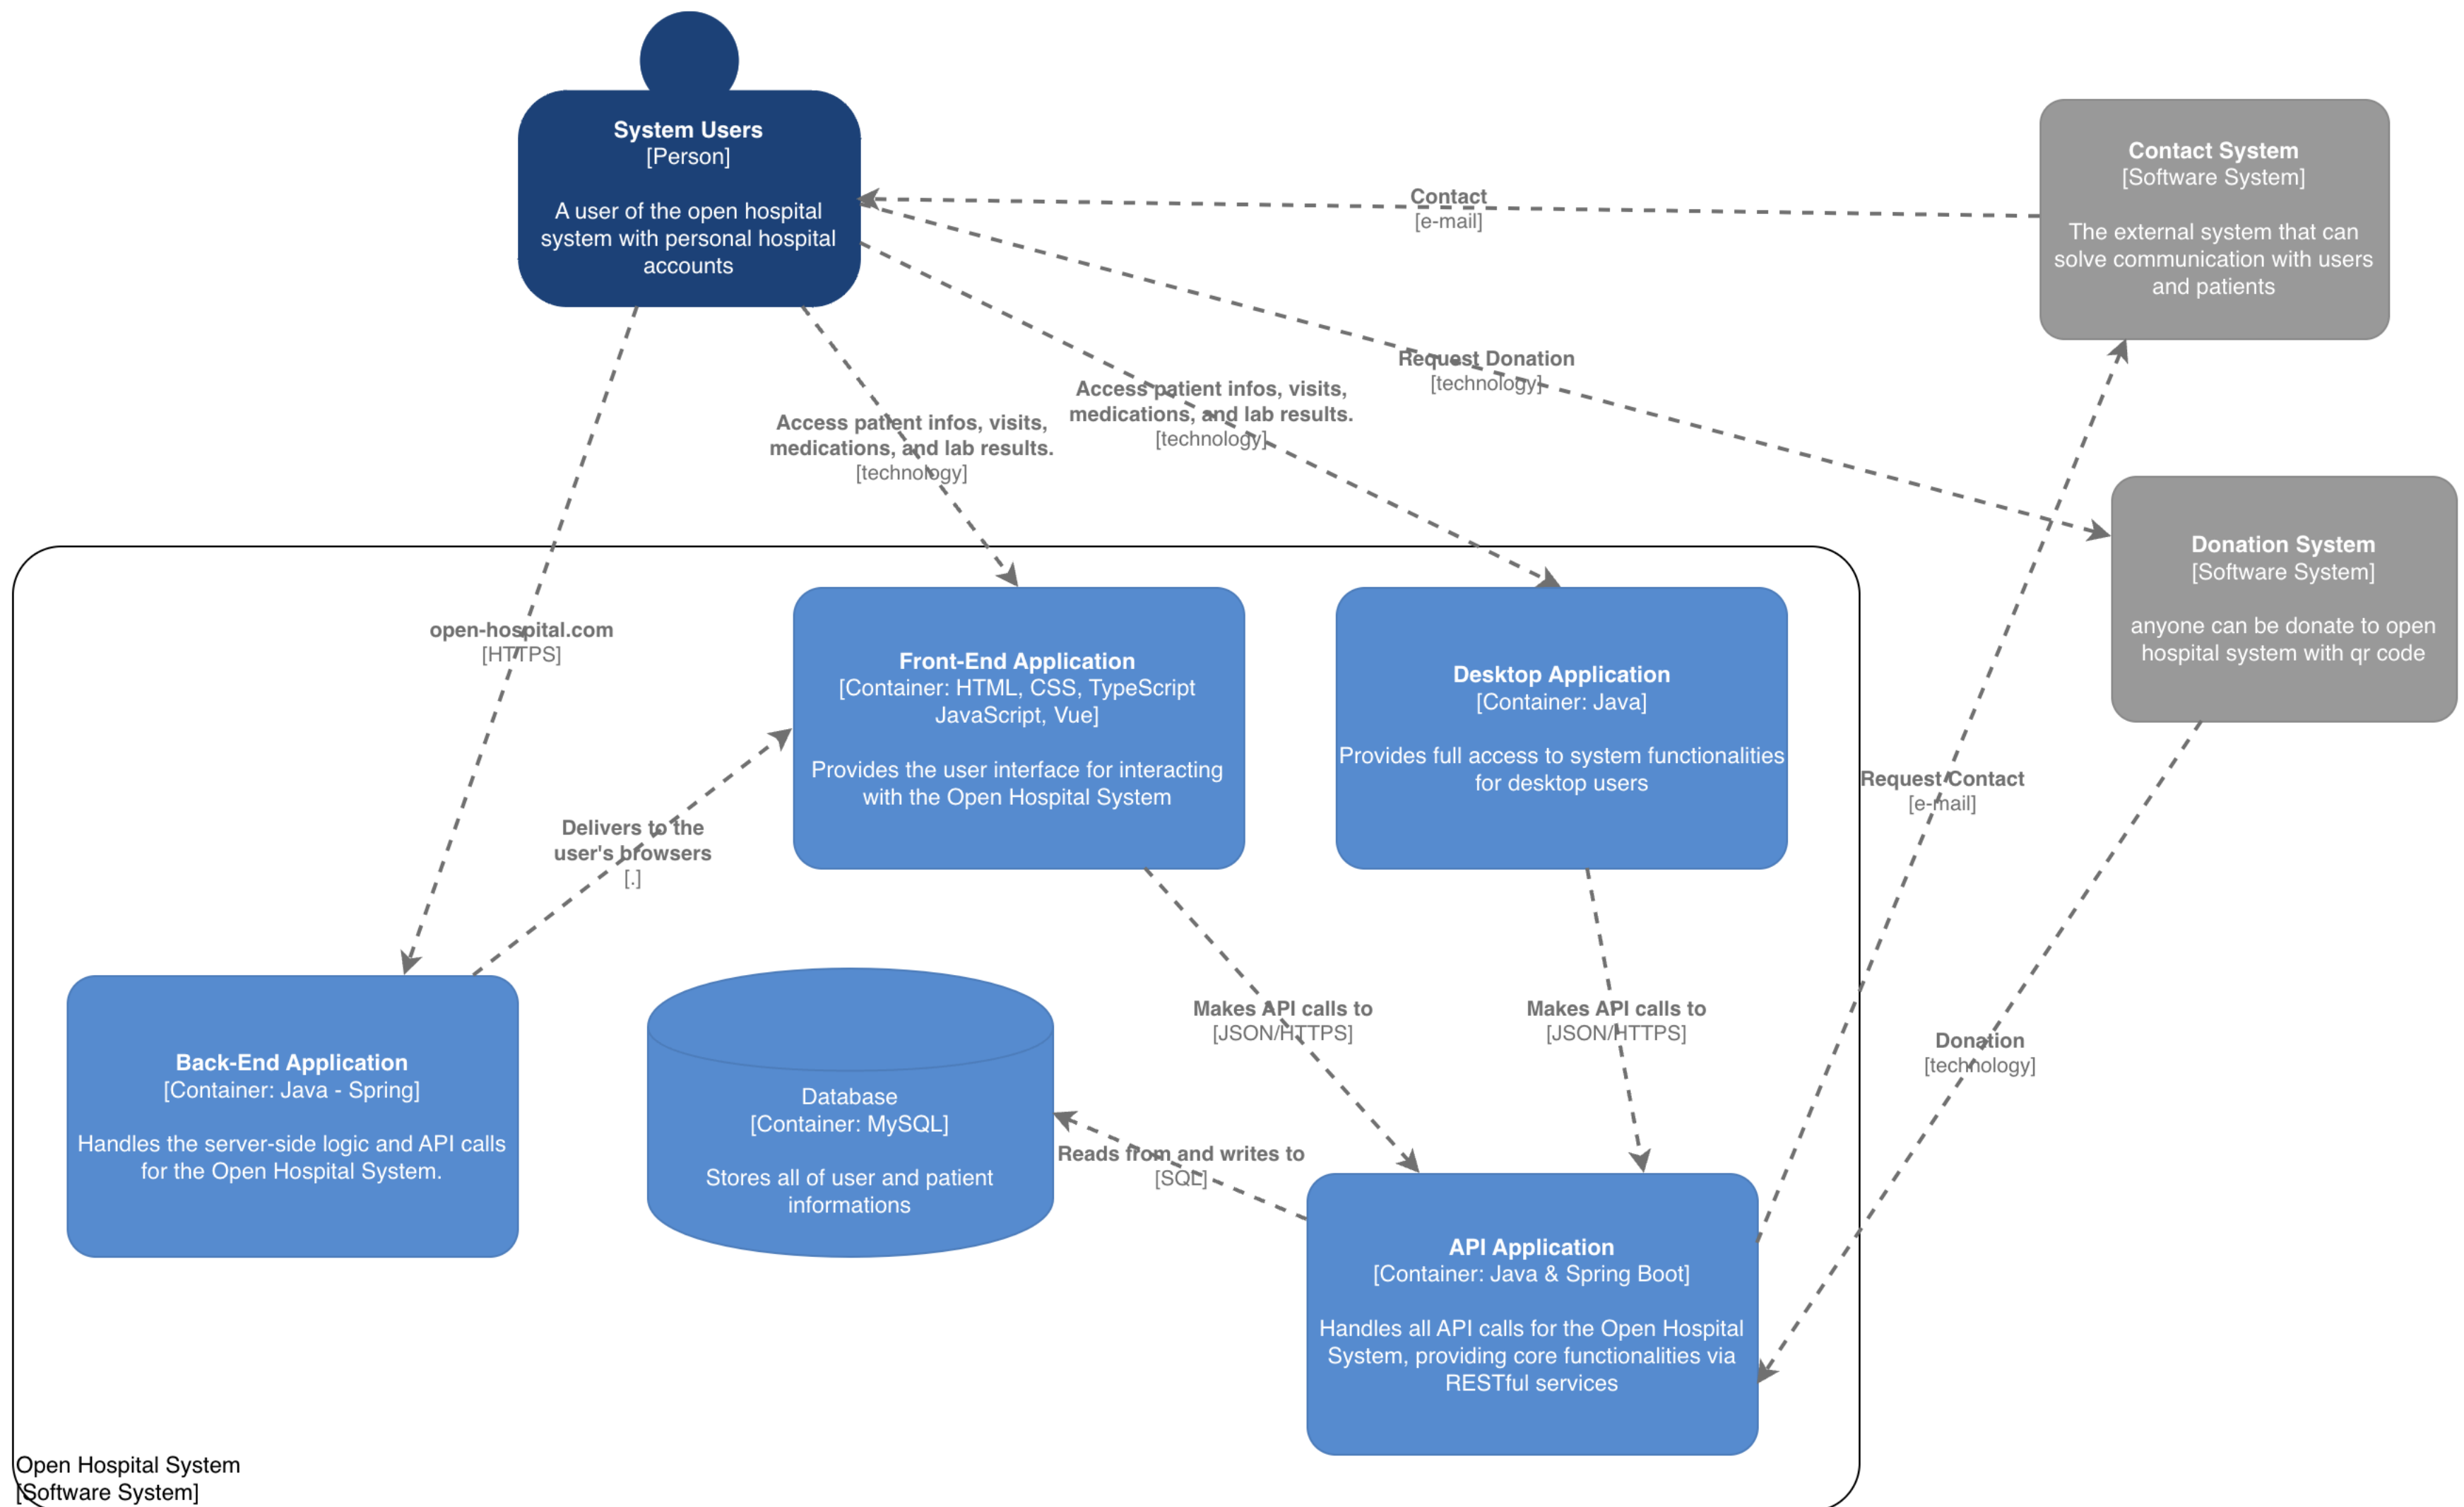 System Users
[Person]
A user of the open hospital
system with personal hospital
accounts
Contact System
[Software System]
The external system that can
solve communication with users
and patients
Contact
[e-mail]
Request Donation
[technology]
Access patient infos, visits,
medications, and lab results.
[technology]
Access patient infos, visits,
medications, and lab results.
[technology]
Donation System
[Software System]
anyone can be donate to open
hospital system with qr code
open-hospital.com
[HTTPS]
Front-End Application
[Container: HTML, CSS, TypeScript
JavaScript, Vue]
Provides the user interface for interacting
with the Open Hospital System
Desktop Application
[Container: Java]
Provides full access to system functionalities
for desktop users
Request Contact
[e-mail]
Delivers to the
user's browsers
[.]
Makes API calls to
[JSON/HTTPS]
Makes API calls to
[JSON/HTTPS]
Donation
[technology]
Back-End Application
[Container: Java - Spring]
Handles the server-side logic and API calls
for the Open Hospital System.
Database
[Container: MySQL]
Stores all of user and patient
informations
Reads from and writes to
[SQL]
API Application
[Container: Java & Spring Boot]
Handles all API calls for the Open Hospital
System, providing core functionalities via
RESTful services
Open Hospital System
[Software System]